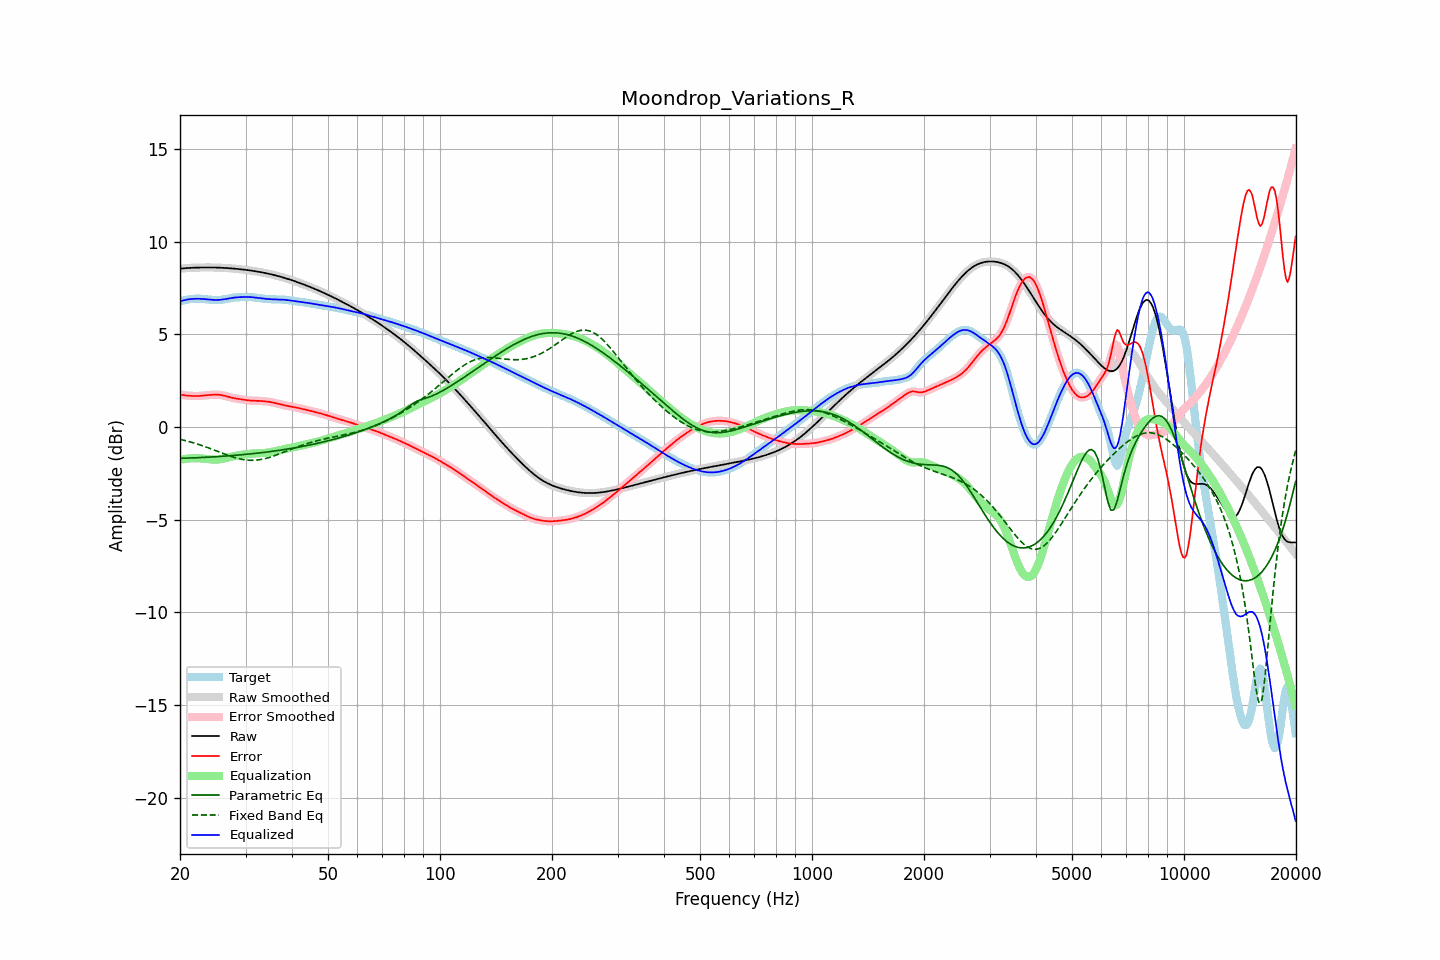 Moondrop_Variations_R
Amplitude (dBr)
15
10
5
0
−5
−10
−15
−20
Target
Raw Smoothed
Error Smoothed
Raw
Error
Equalization
Parametric Eq
Fixed Band Eq
Equalized
20 50 100 200 500 1000 2000 5000 10000 20000
Frequency (Hz)